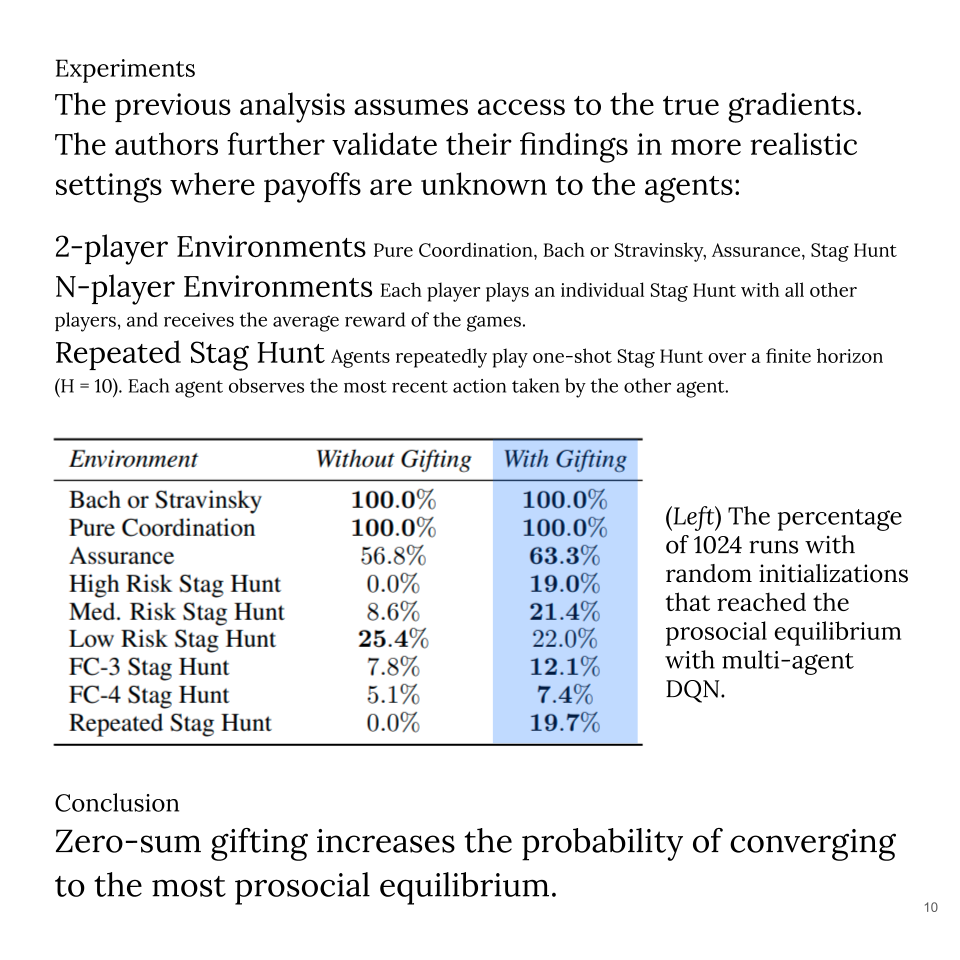 Experiments
The previous analysis assumes access to the true gradients.
The authors further validate their findings in more realistic
settings where payoffs are unknown to the agents:
2-player Environments Pure Coordination, Bach or Stravinsky, Assurance, Stag Hunt
N-player Environments Each player plays an individual Stag Hunt with all other
players, and receives the average reward of the games.
Repeated Stag Hunt Agents repeatedly play one-shot Stag Hunt over a finite horizon
(H = 10). Each agent observes the most recent action taken by the other agent.
Environment Without Gifting With Gifting
Bach or Stravinsky 100.0% 100.0%
Pure Coordination 100.0% 100.0%
Assurance 56.8% 63.3%
High Risk Stag Hunt 0.0% 19.0%
Med. Risk Stag Hunt 8.6% 21.4%
Low Risk Stag Hunt 25.4% 22.0%
FC-3 Stag Hunt 7.8% 12.1%
FC-4 Stag Hunt 5.1% 7.4%
Repeated Stag Hunt 0.0% 19.7%
(Left) The percentage
of 1024 runs with
random initializations
that reached the
prosocial equilibrium
with multi-agent
DQN.
Conclusion
Zero-sum gifting increases the probability of converging
to the most prosocial equilibrium.
10